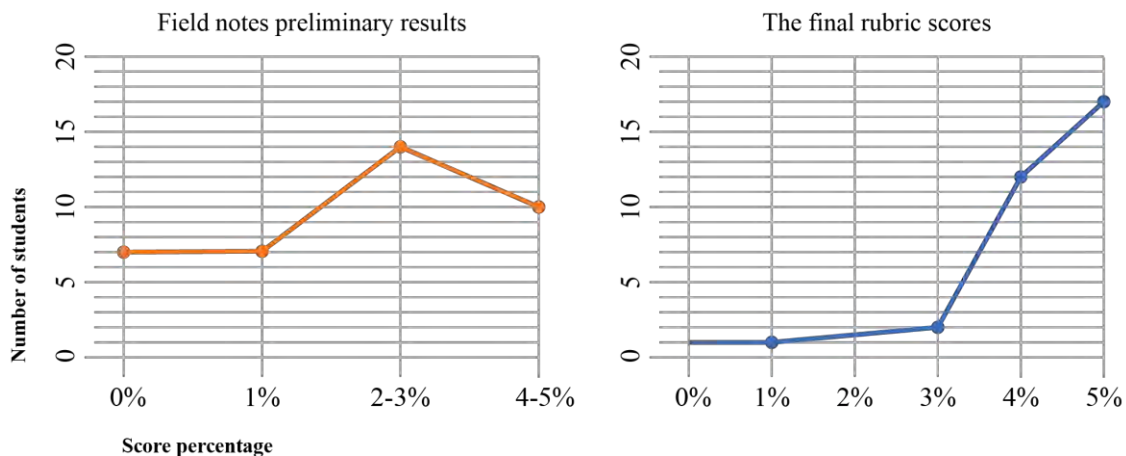 Field notes preliminary results
20
15
10
5
0
Number of students
0% 1% 2-3% 4-5%
Score percentage
The final rubric scores
20
15
10
5
0
0% 1% 2% 3% 4% 5%